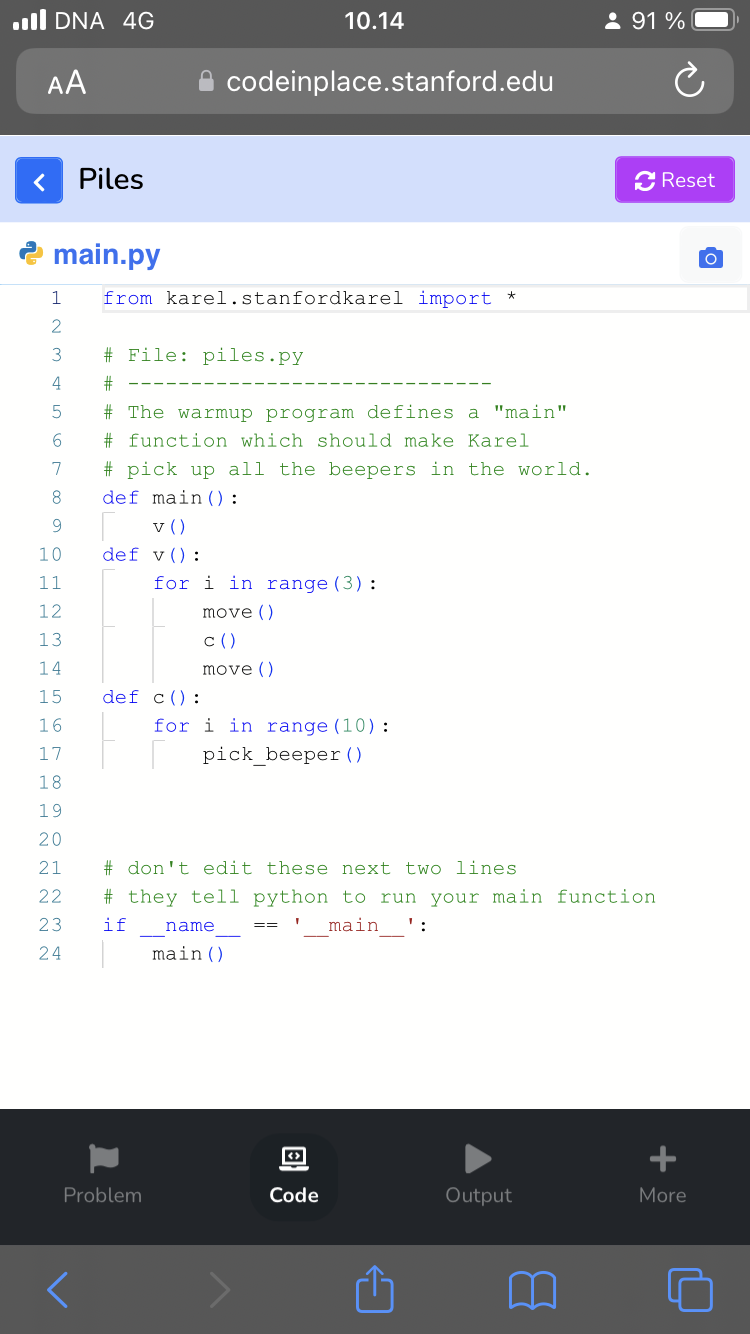 DNA 4G 10.14 91 %
AA codeinplace.stanford.edu
Piles Reset
main.py
1 from karel.stanfordkarel import *
2
3 # File: piles.py
4 # -----------------------------
5 # The warmup program defines a "main"
6 # function which should make Karel
7 # pick up all the beepers in the world.
8 def main():
9     v()
10 def v():
11     for i in range(3):
12         move()
13         c()
14         move()
15 def c():
16     for i in range(10):
17         pick_beeper()
18
19
20
21 # don't edit these next two lines
22 # they tell python to run your main function
23 if __name__ == '__main__':
24     main()
Problem Code Output More